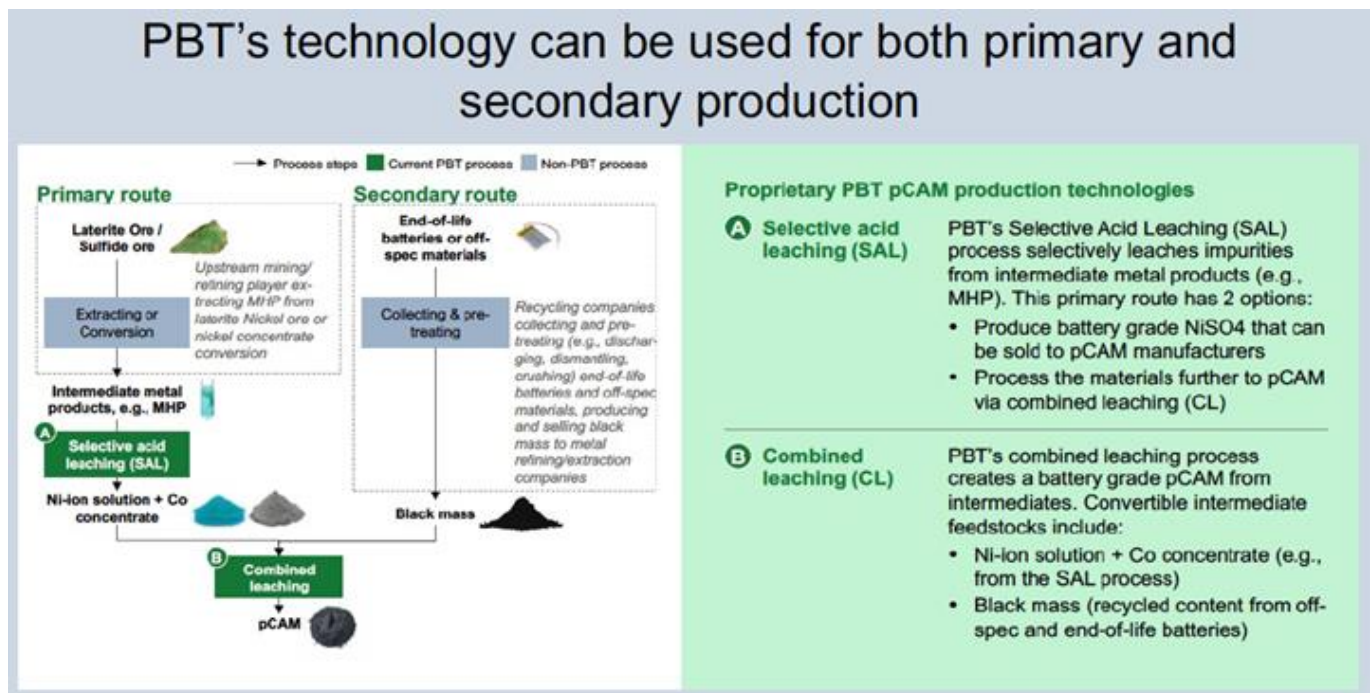 PBT's technology can be used for both primary and
secondary production
Process steps
Current PBT process
Non-PBT process
Primary route
Laterite Ore /
Sulfide ore
Upstream mining/
refining player ex-
tracting MHP from
laterite Nickel ore or
nickel concentrate
conversion
Extracting or
Conversion
Intermediate metal
products, e.g., MHP
A
Selective acid
leaching (SAL)
Ni-ion solution + Co
concentrate
Secondary route
End-of-life
batteries or off-
spec materials
Collecting & pre-
treating
Recycling companies
collecting and pre-
treating (e.g., dischar-
ging, dismantling,
crushing) end-of-life
batteries and off-spec
materials, producing
and selling black
mass to metal
refining/extraction
companies
Black mass
B
Combined
leaching
pCAM
Proprietary PBT pCAM production technologies
A Selective acid
leaching (SAL)
PBT's Selective Acid Leaching (SAL)
process selectively leaches impurities
from intermediate metal products (e.g.,
MHP). This primary route has 2 options:
• Produce battery grade NiSO4 that can
be sold to pCAM manufacturers
• Process the materials further to pCAM
via combined leaching (CL)
B Combined
leaching (CL)
PBT's combined leaching process
creates a battery grade pCAM from
intermediates. Convertible intermediate
feedstocks include:
• Ni-ion solution + Co concentrate (e.g.,
from the SAL process)
• Black mass (recycled content from off-
spec and end-of-life batteries)